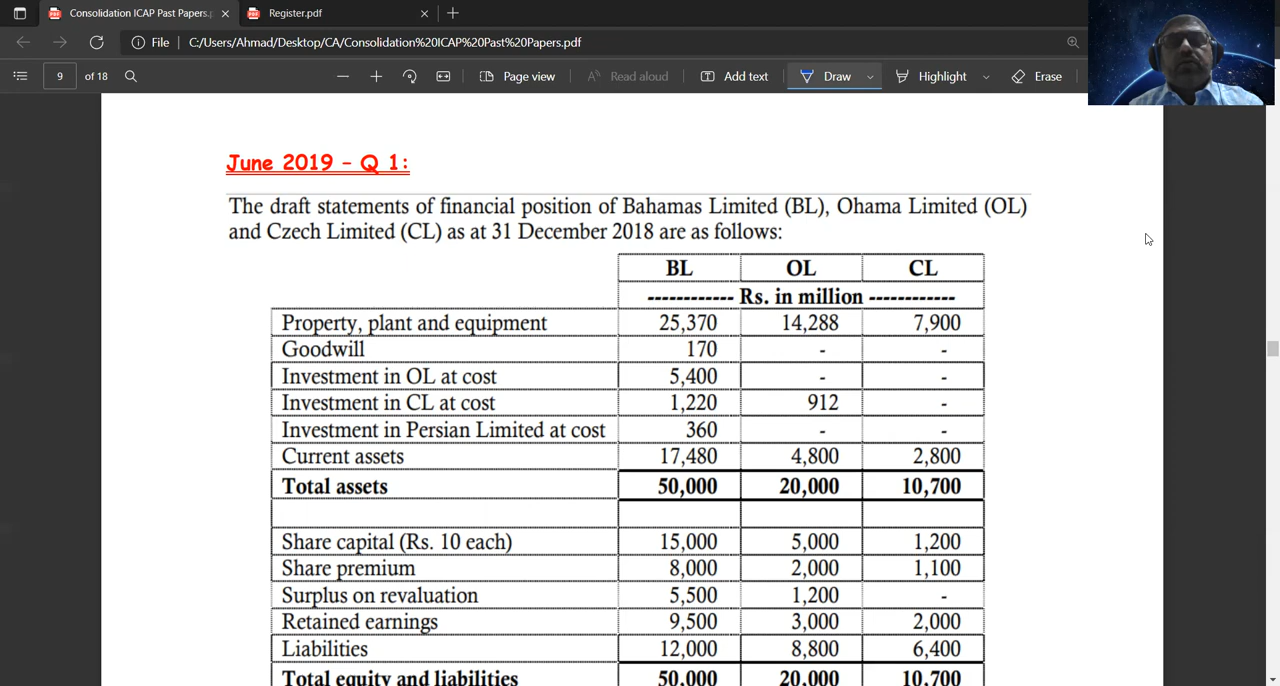 Consolidation ICAP Past Papers.p
Register.pdf
File
C:/Users/Ahmad/Desktop/CA/Consolidation%20ICAP%20Past%20Papers.pdf
9 of 18
Page view
Read aloud
Add text
Draw
Highlight
Erase
June 2019 – Q 1:
The draft statements of financial position of Bahamas Limited (BL), Ohama Limited (OL)
and Czech Limited (CL) as at 31 December 2018 are as follows:
BL OL CL
------------ Rs. in million ------------
Property, plant and equipment 25,370 14,288 7,900
Goodwill 170 - -
Investment in OL at cost 5,400 - -
Investment in CL at cost 1,220 912 -
Investment in Persian Limited at cost 360 - -
Current assets 17,480 4,800 2,800
Total assets 50,000 20,000 10,700
Share capital (Rs. 10 each) 15,000 5,000 1,200
Share premium 8,000 2,000 1,100
Surplus on revaluation 5,500 1,200 -
Retained earnings 9,500 3,000 2,000
Liabilities 12,000 8,800 6,400
Total equity and liabilities 50,000 20,000 10,700